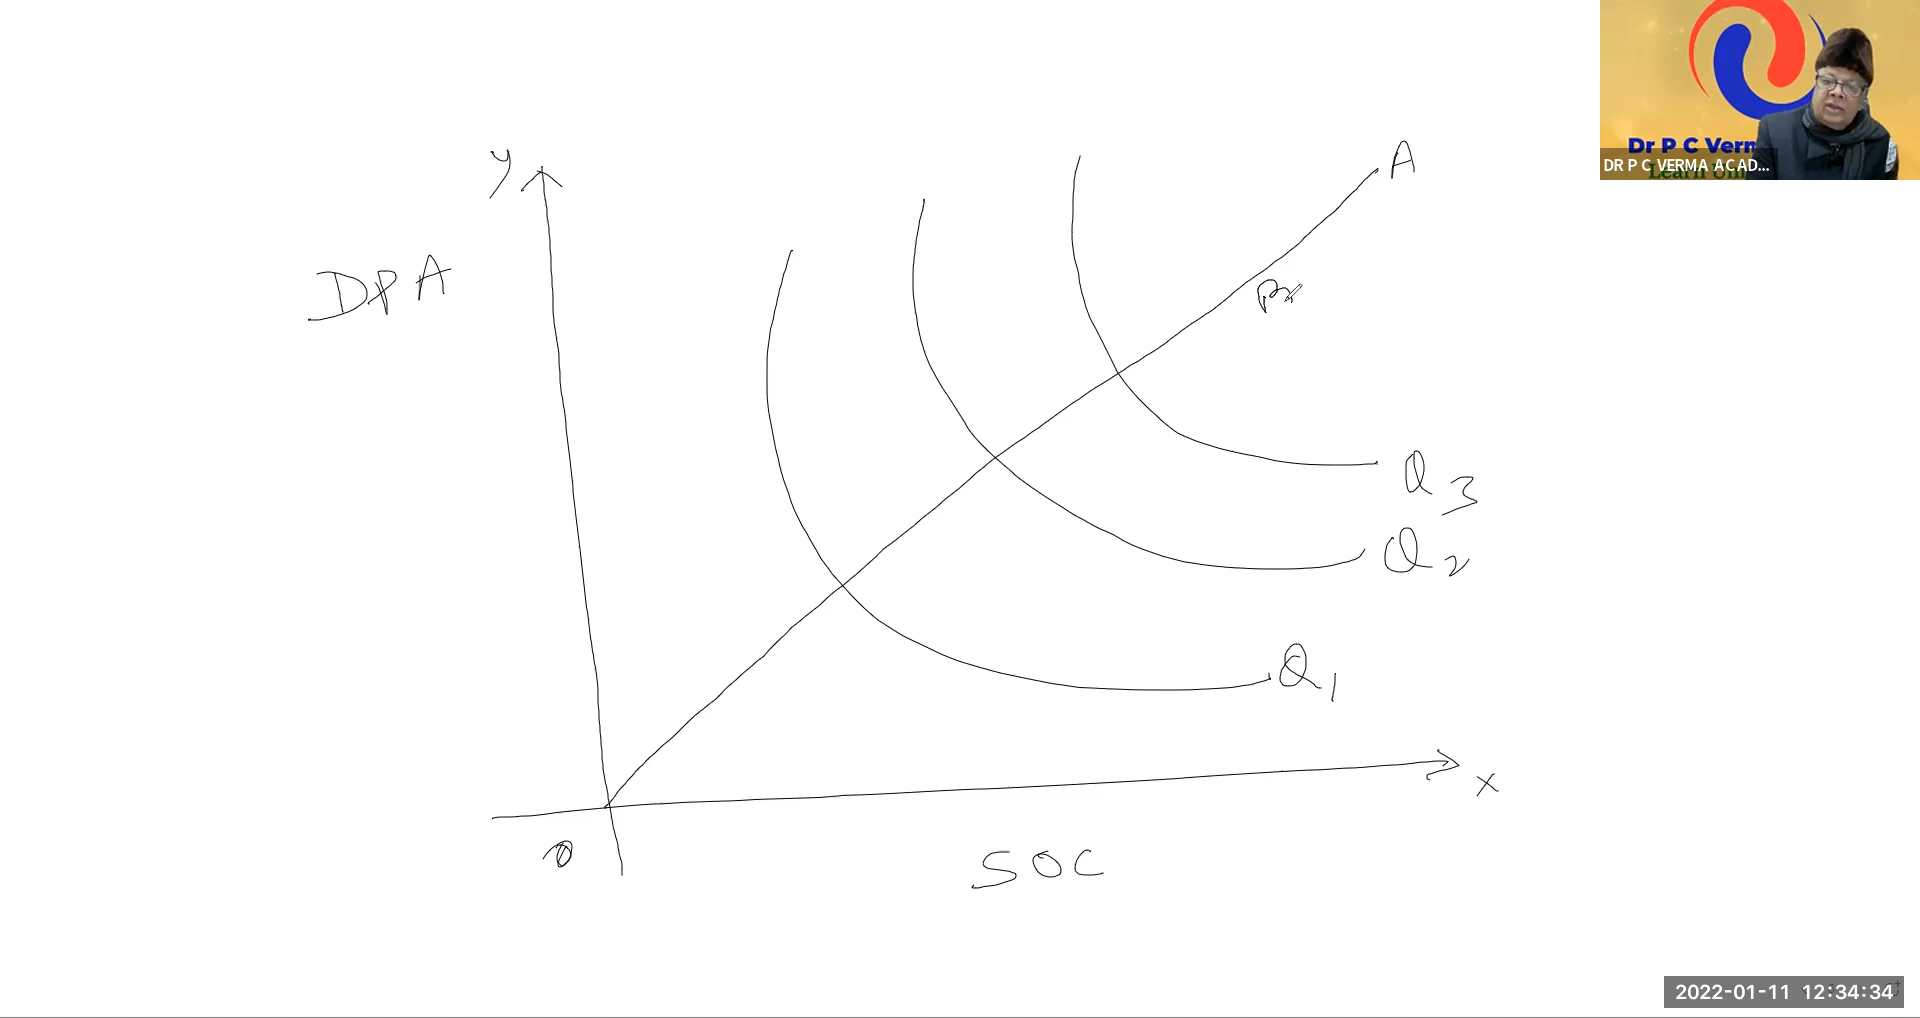 Dr P C Verm
DR P C VERMA ACAD...
y
A
DPA
Q3
Q2
Q1
x
0
SOC
2022-01-11 12:34:34